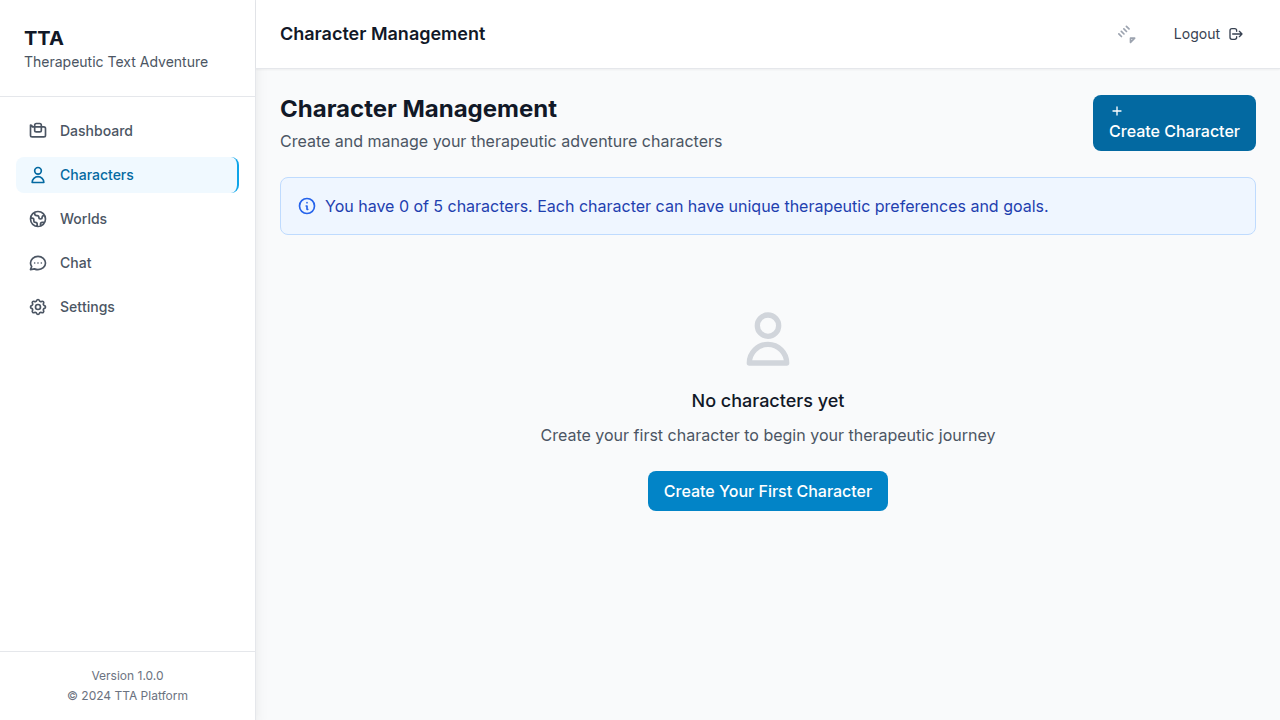 TTA
Therapeutic Text Adventure
Dashboard
Characters
Worlds
Chat
Settings
Version 1.0.0
© 2024 TTA Platform
Character Management
Logout
Character Management
Create and manage your therapeutic adventure characters
Create Character
You have 0 of 5 characters. Each character can have unique therapeutic preferences and goals.
No characters yet
Create your first character to begin your therapeutic journey
Create Your First Character